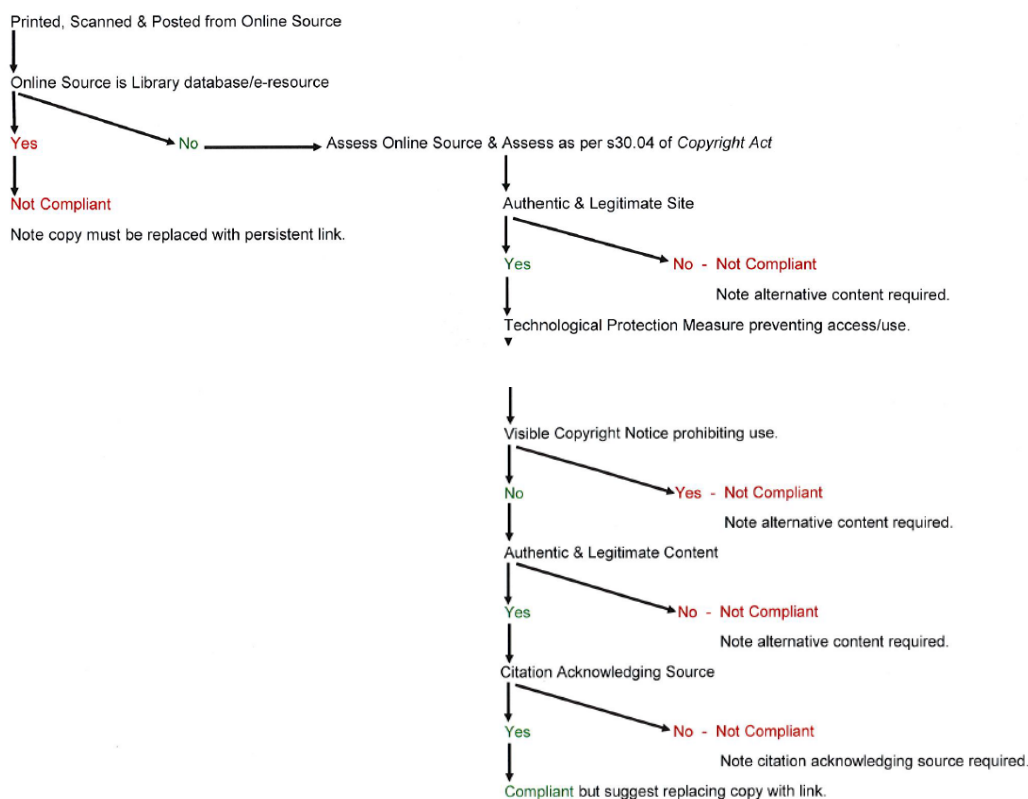 Printed, Scanned & Posted from Online Source
Online Source is Library database/e-resource
Yes
No
Assess Online Source & Assess as per s30.04 of Copyright Act
Not Compliant
Note copy must be replaced with persistent link.
Authentic & Legitimate Site
Yes
No - Not Compliant
Note alternative content required.
Technological Protection Measure preventing access/use.
Visible Copyright Notice prohibiting use.
No
Yes - Not Compliant
Note alternative content required.
Authentic & Legitimate Content
Yes
No - Not Compliant
Note alternative content required.
Citation Acknowledging Source
Yes
No - Not Compliant
Note citation acknowledging source required.
Compliant but suggest replacing copy with link.